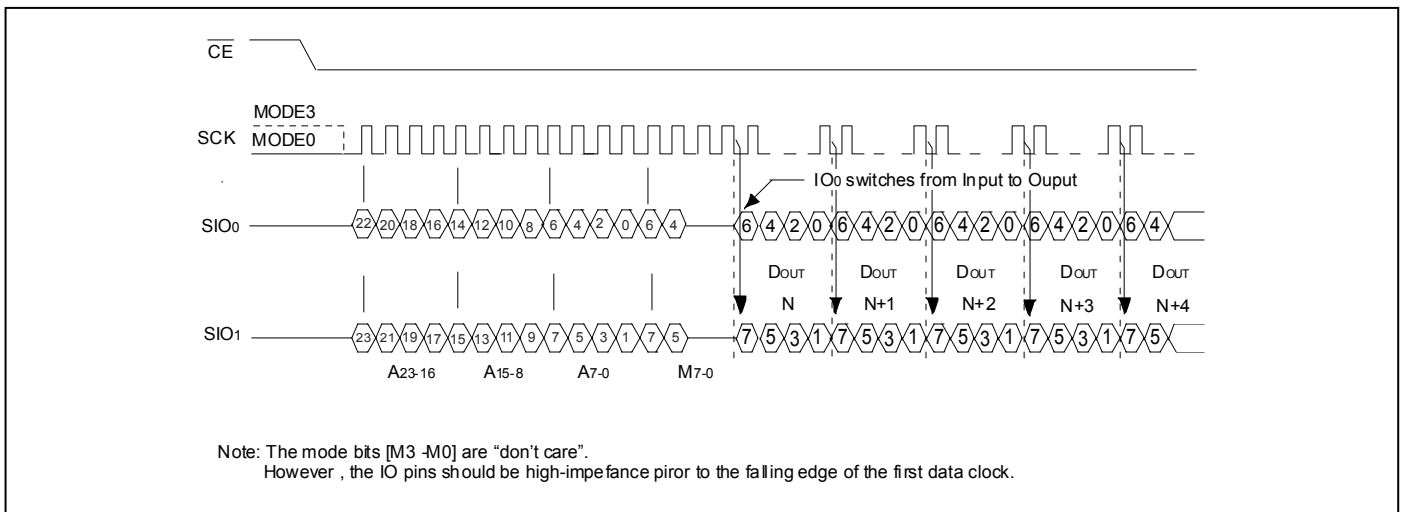 CE
MODE3
SCK MODE0
IO0 switches from Input to Ouput
SIO0 22 20 18 16 14 12 10 8 6 4 2 0 6 4 6 4 2 0 6 4 2 0 6 4 2 0 6 4 2 0 6 4
DOUT DOUT DOUT DOUT DOUT
N N+1 N+2 N+3 N+4
SIO1 23 21 19 17 15 13 11 9 7 5 3 1 7 5 7 5 3 1 7 5 3 1 7 5 3 1 7 5 3 1 7 5
A23-16 A15-8 A7-0 M7-0
Note: The mode bits [M3 -M0] are “don’t care”.
However , the IO pins should be high-impefance piror to the falling edge of the first data clock.